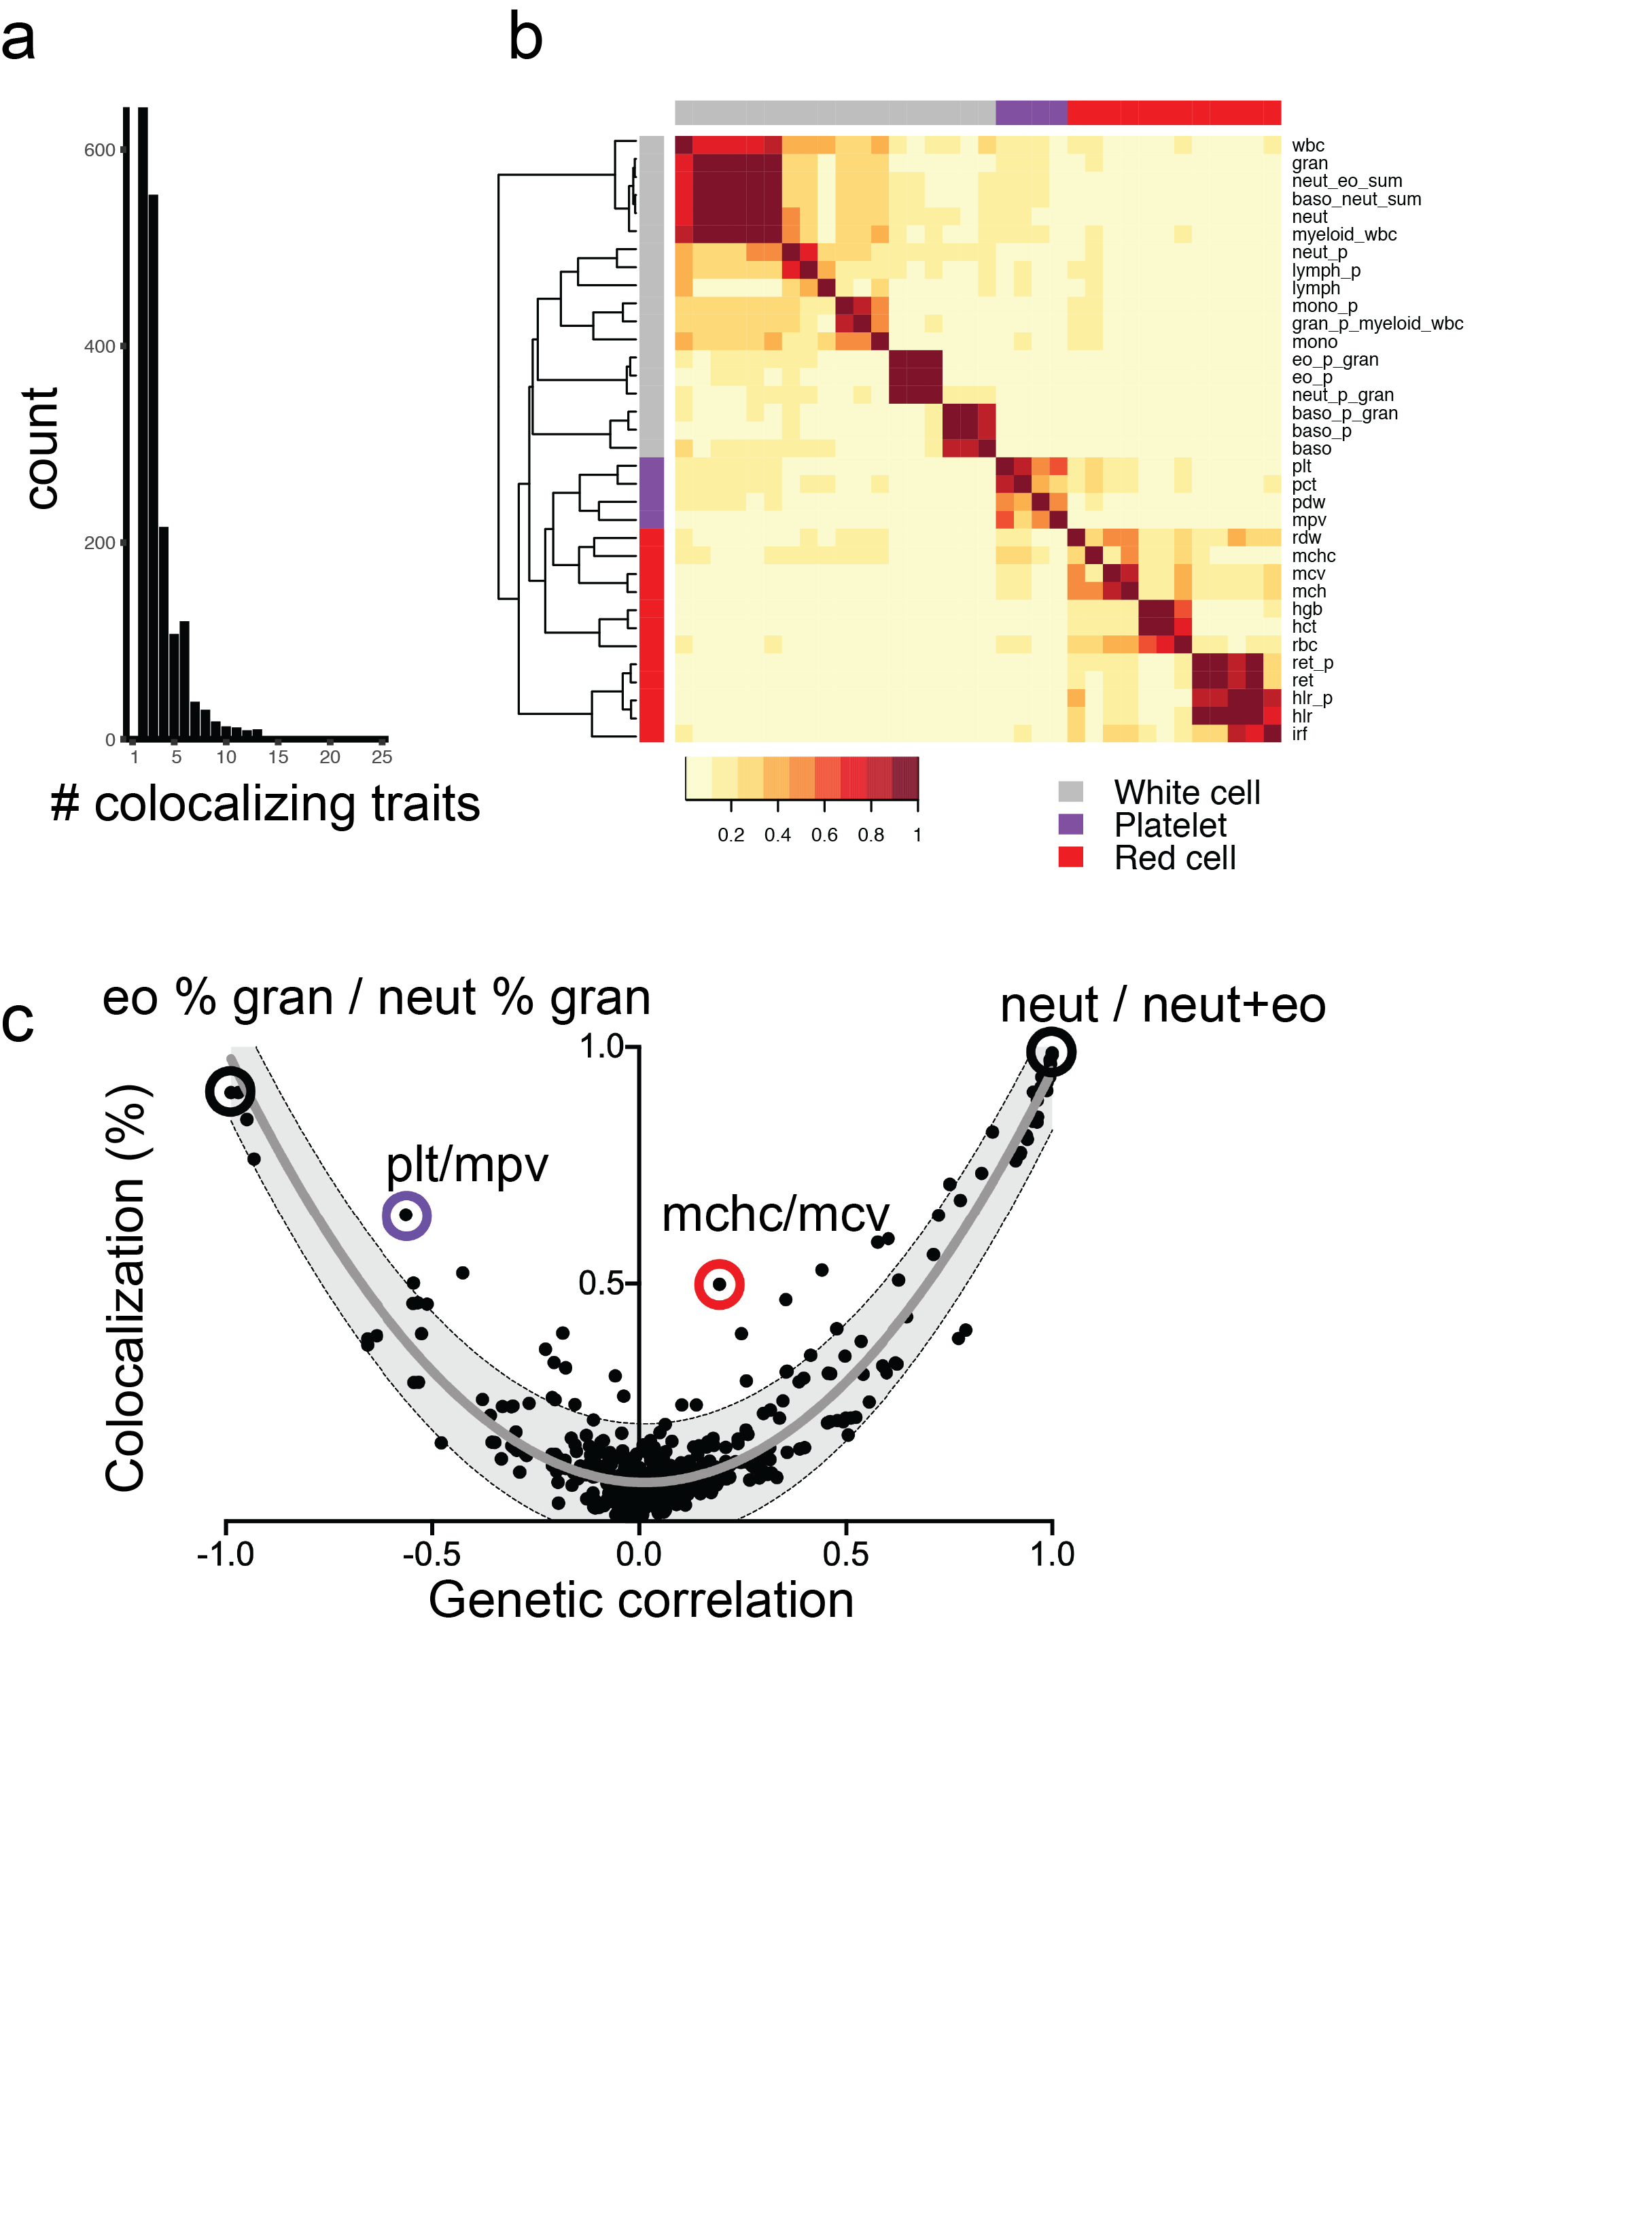 a
b
600
400
200
0
count
1 5 10 15 20 25
# colocalizing traits
wbc
gran
neut_eo_sum
baso_neut_sum
neut
myeloid_wbc
neut_p
lymph_p
lymph
mono_p
gran_p_myeloid_wbc
mono
eo_p_gran
eo_p
neut_p_gran
baso_p_gran
baso_p
baso
plt
pct
pdw
mpv
rdw
mchc
mcv
mch
hgb
hct
rbc
ret_p
ret
hlr_p
hlr
irf
0.2 0.4 0.6 0.8 1
White cell
Platelet
Red cell
c
eo % gran / neut % gran
neut / neut+eo
1.0
plt/mpv
mchc/mcv
0.5
Colocalization (%)
-1.0 -0.5 0.0 0.5 1.0
Genetic correlation